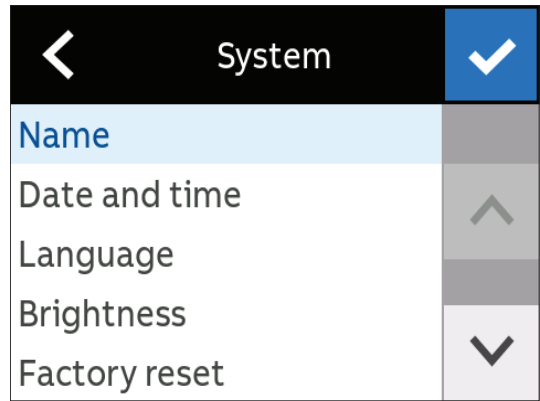 System
Name
Date and time
Language
Brightness
Factory reset